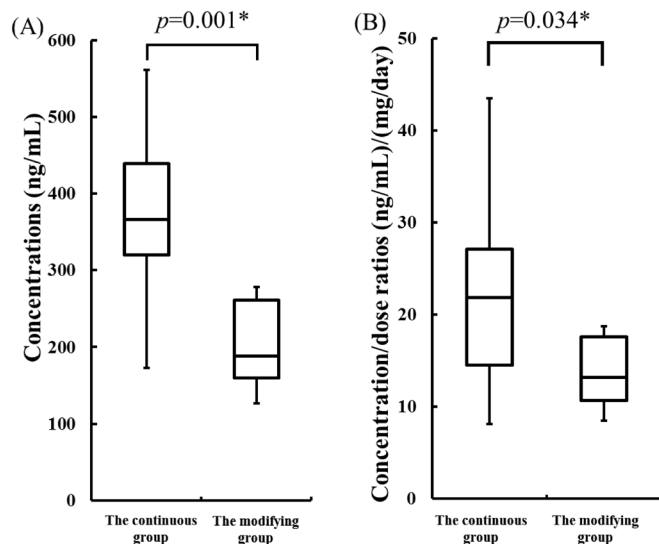 (A)
p=0.001*
Concentrations (ng/mL)
600
500
400
300
200
100
0
The continuous
group
The modifying
group
(B)
p=0.034*
Concentration/dose ratios (ng/mL)/(mg/day)
50
40
30
20
10
0
The continuous
group
The modifying
group